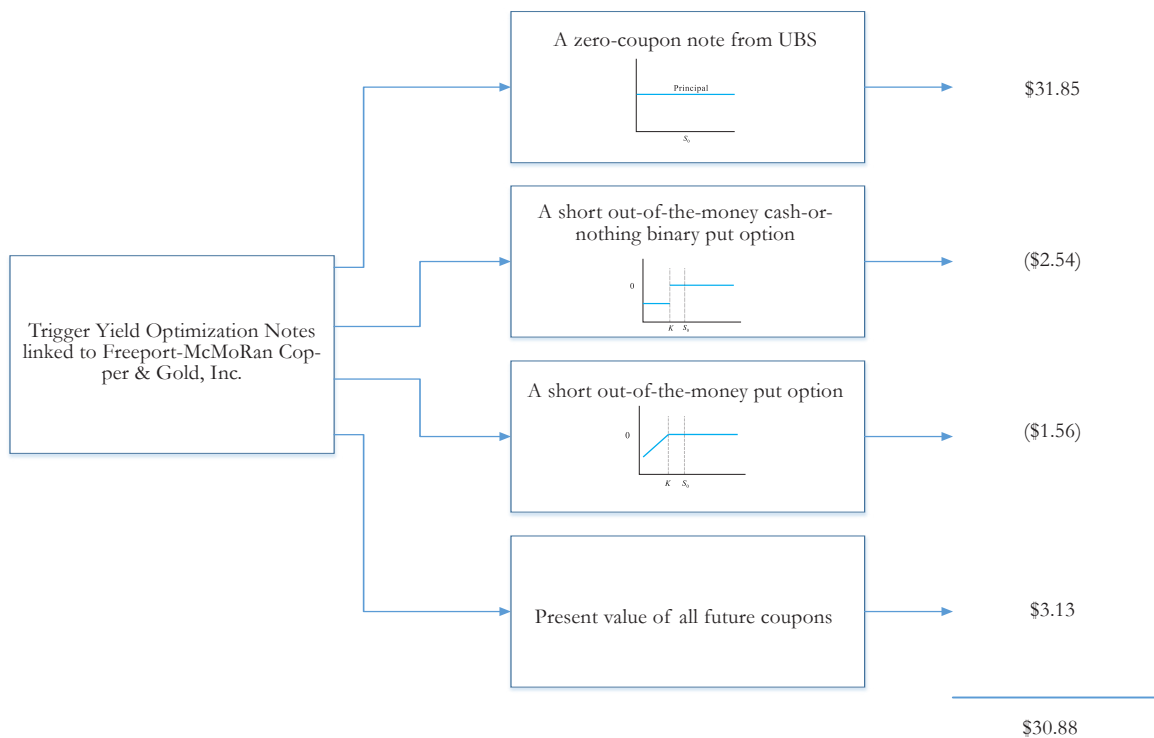 A zero-coupon note from UBS
Principal
S₀
$31.85
A short out-of-the-money cash-or-
nothing binary put option
0
K
S₀
($2.54)
Trigger Yield Optimization Notes
linked to Freeport-McMoRan Cop-
per & Gold, Inc.
A short out-of-the-money put option
0
K
S₀
($1.56)
Present value of all future coupons
$3.13
$30.88